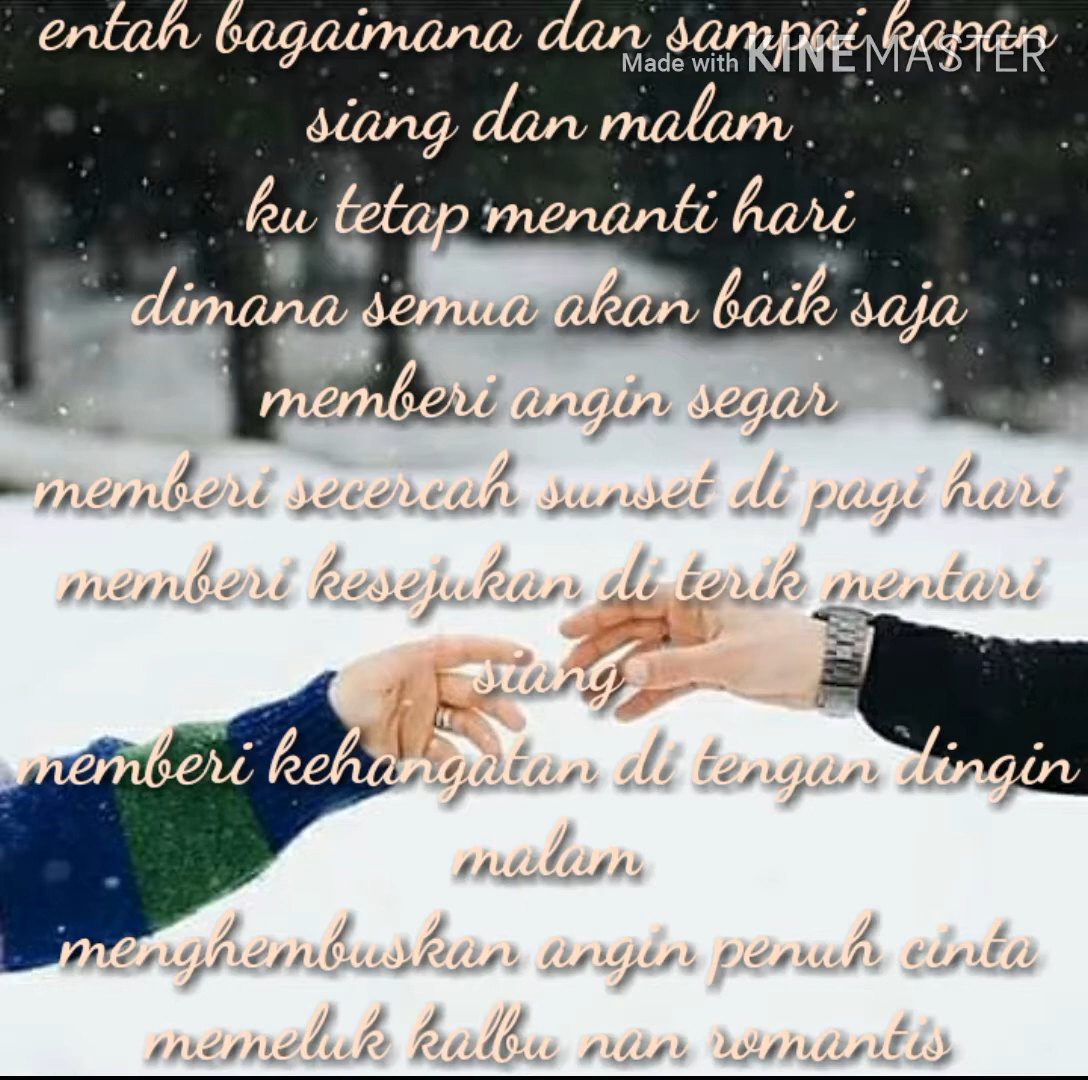 entah bagaimana dan sampai kapan
Made with KINEMASTER
siang dan malam
ku tetap menanti hari
dimana semua akan baik saja
memberi angin segar
memberi secercah sunset di pagi hari
memberi kesejukan di terik mentari
siang
memberi kehangatan di tengan dingin
malam
menghembuskan angin penuh cinta
memeluk kalbu nan romantis